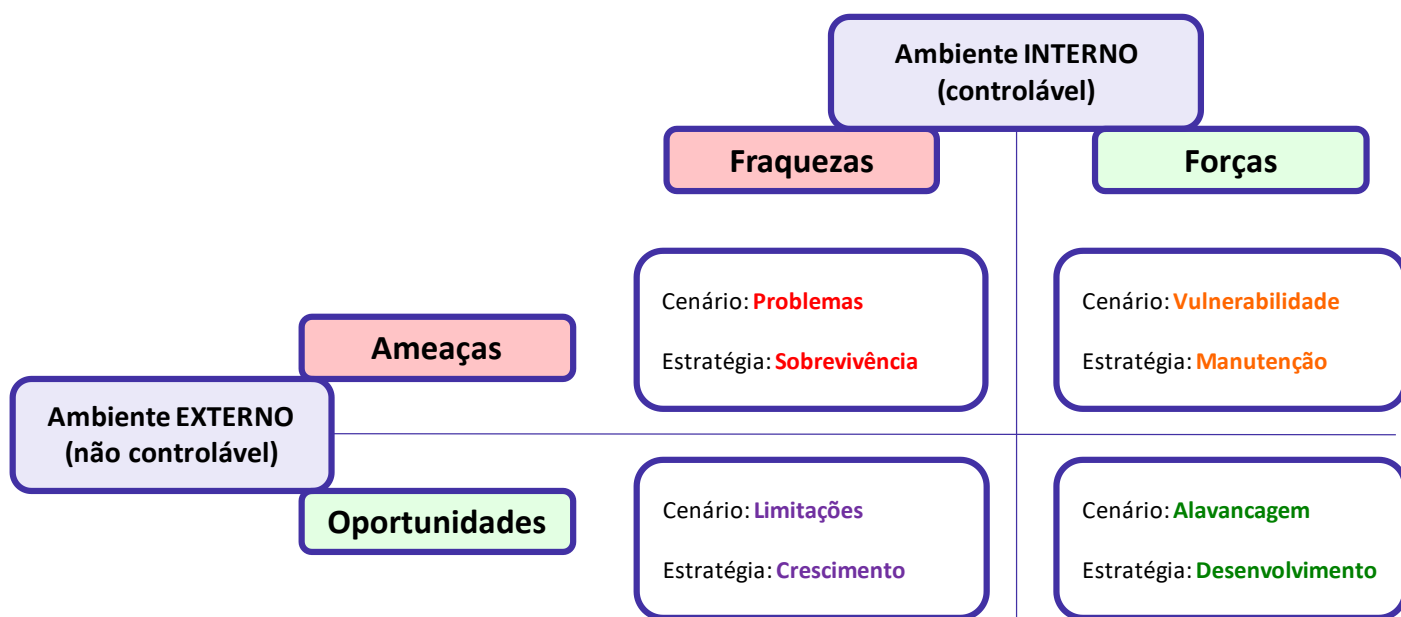 Ambiente INTERNO
(controlável)
Fraquezas
Forças
Cenário: Problemas
Estratégia: Sobrevivência
Cenário: Vulnerabilidade
Estratégia: Manutenção
Ameaças
Ambiente EXTERNO
(não controlável)
Oportunidades
Cenário: Limitações
Estratégia: Crescimento
Cenário: Alavancagem
Estratégia: Desenvolvimento